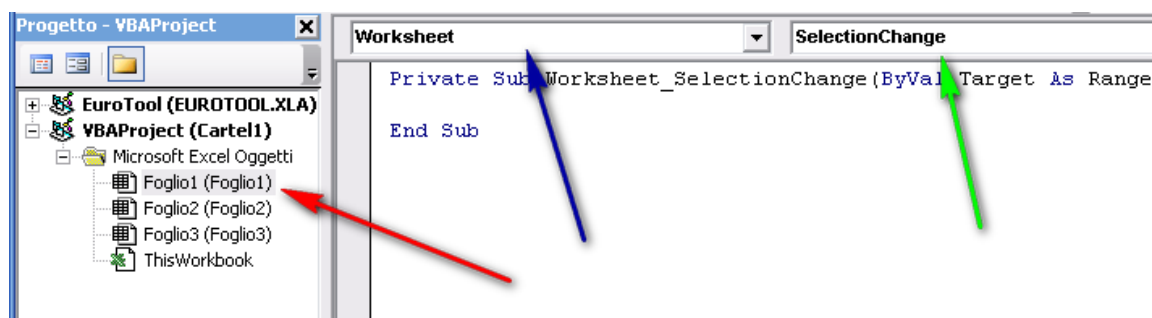 Progetto - VBAProject
EuroTool (EUROTOOL.XLA)
VBAProject (Cartel1)
Microsoft Excel Oggetti
Foglio1 (Foglio1)
Foglio2 (Foglio2)
Foglio3 (Foglio3)
ThisWorkbook
Worksheet
SelectionChange
Private Sub Worksheet_SelectionChange(ByVal Target As Range
End Sub